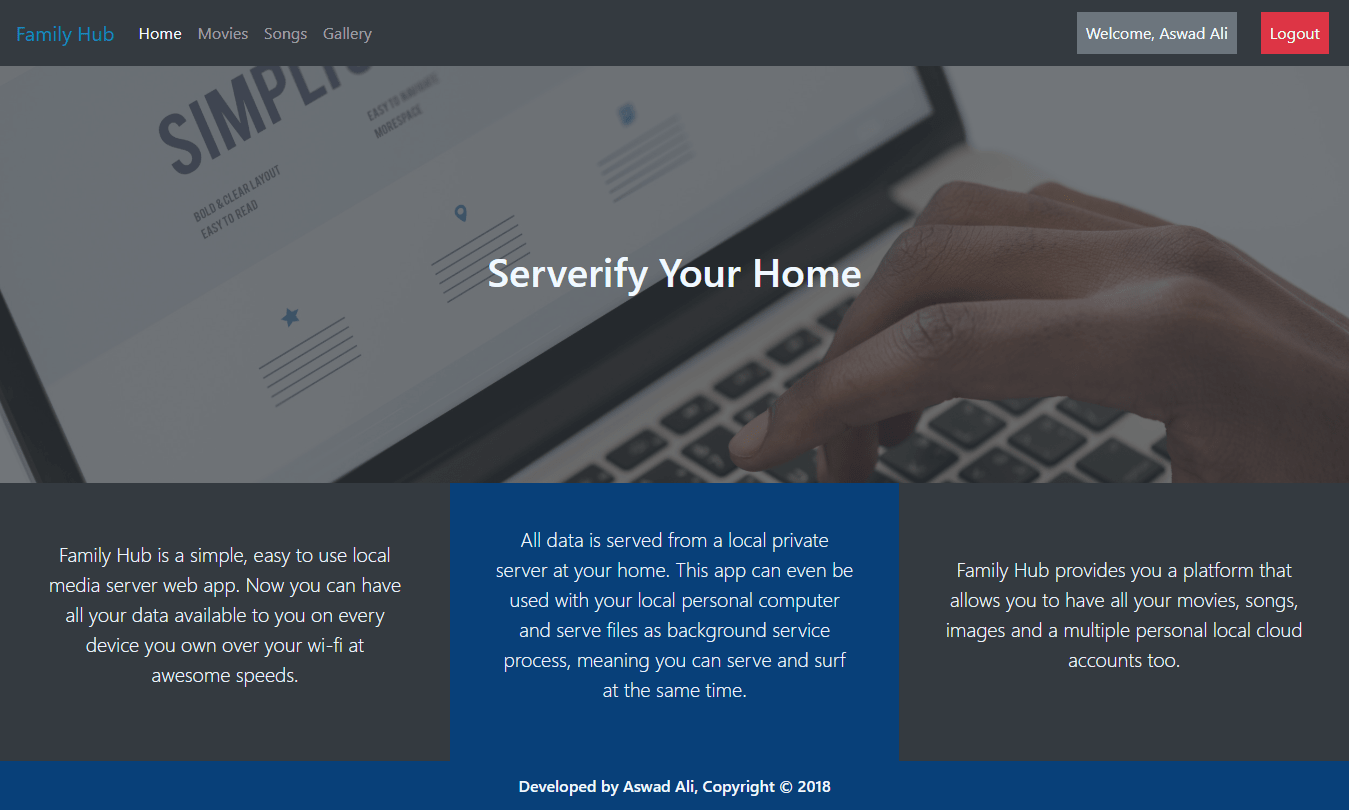 Family Hub Home Movies Songs Gallery Welcome, Aswad Ali Logout
SIMPLIC
EASY TO NAVIGATE
MORE SPACE
BOLD & CLEAR LAYOUT
EASY TO READ
Serverify Your Home
Family Hub is a simple, easy to use local
media server web app. Now you can have
all your data available to you on every
device you own over your wi-fi at
awesome speeds.
All data is served from a local private
server at your home. This app can even be
used with your local personal computer
and serve files as background service
process, meaning you can serve and surf
at the same time.
Family Hub provides you a platform that
allows you to have all your movies, songs,
images and a multiple personal local cloud
accounts too.
Developed by Aswad Ali, Copyright © 2018